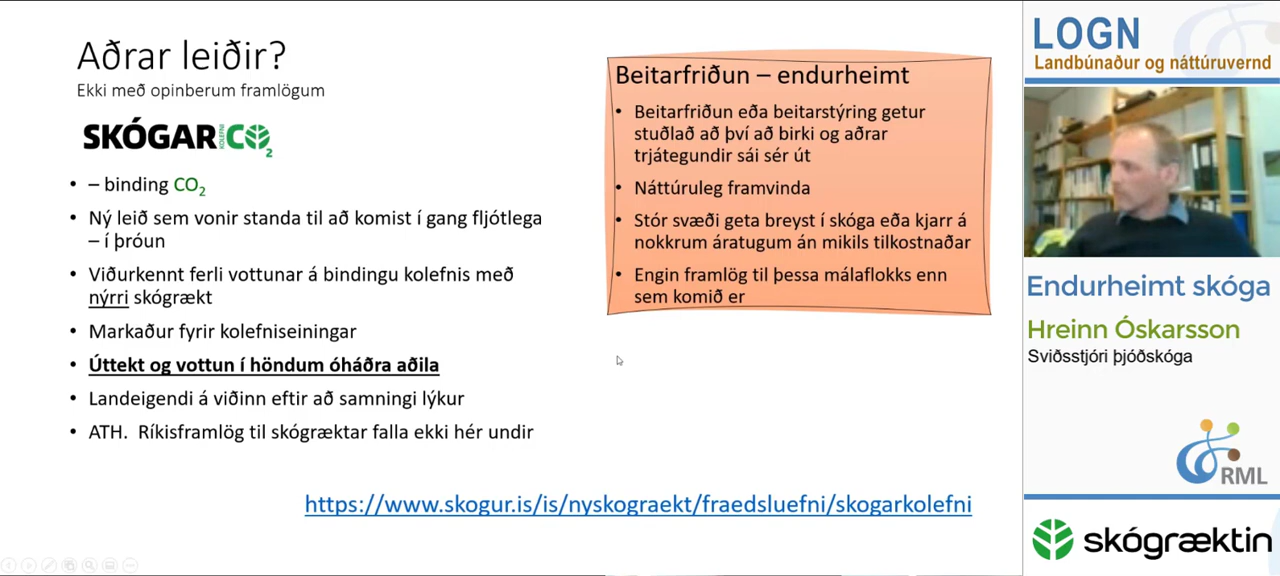 Aðrar leiðir?
Ekki með opinberum framlögum
SKÓGAR KOLEFNI CO2
• – binding CO2
• Ný leið sem vonir standa til að komist í gang fljótlega
– í þróun
• Viðurkennt ferli vottunar á bindingu kolefnis með
nýrri skógrækt
• Markaður fyrir kolefniseiningar
• Úttekt og vottun í höndum óháðra aðila
• Landeigendi á viðinn eftir að samningi lýkur
• ATH. Ríkisframlög til skógræktar falla ekki hér undir
Beitarfriðun – endurheimt
• Beitarfriðun eða beitarstýring getur
stuðlað að því að birki og aðrar
trjátegundir sái sér út
• Náttúruleg framvinda
• Stór svæði geta breyst í skóga eða kjarr á
nokkrum áratugum án mikils tilkostnaðar
• Engin framlög til þessa málaflokks enn
sem komið er
https://www.skogur.is/is/nyskograekt/fraedsluefni/skogarkolefni
LOGN
Landbúnaður og náttúruvernd
Endurheimt skóga
Hreinn Óskarsson
Sviðsstjóri þjóðskóga
RML
skógræktin